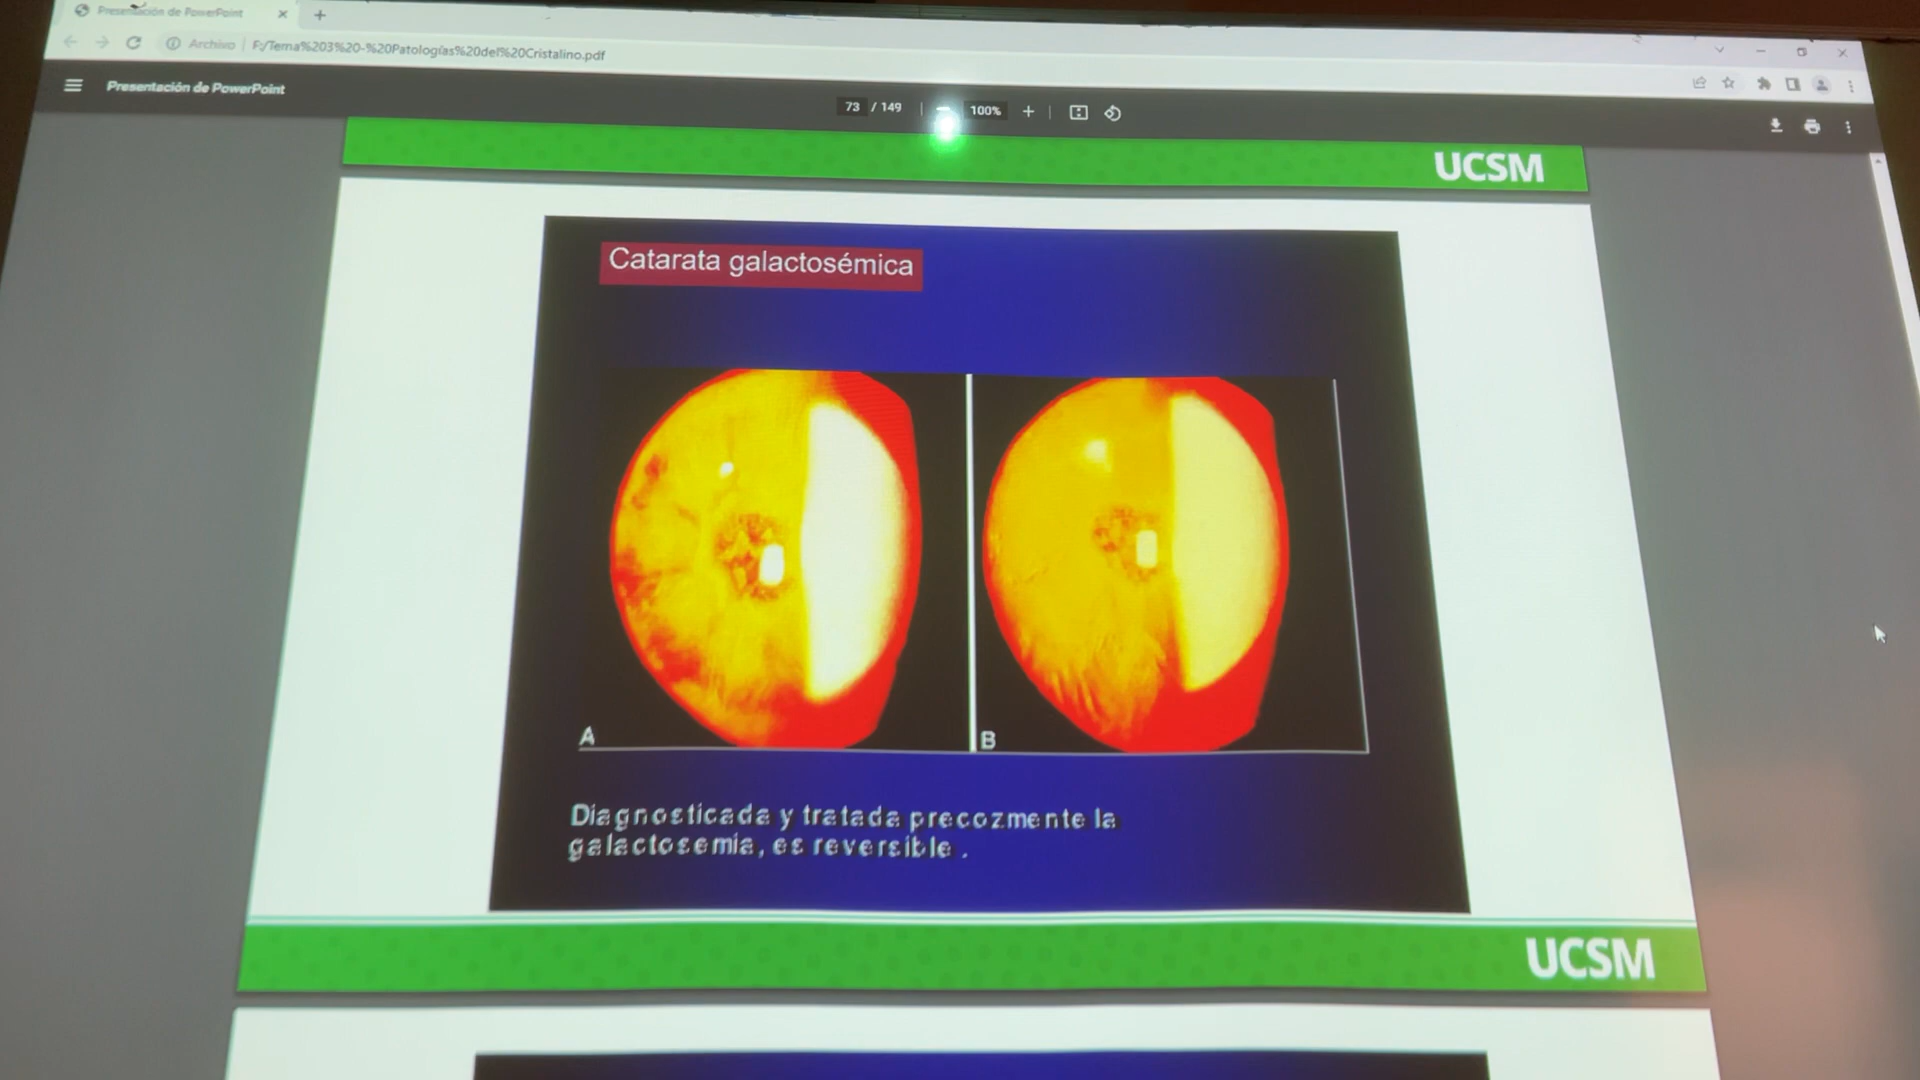 Presentación de PowerPoint
Archivo F:/Tema%203%20-%20Patologías%20del%20Cristalino.pdf
Presentación de PowerPoint
73 / 149
100%
UCSM
Catarata galactosémica
A
B
Diagnosticada y tratada precozmente la
galactosemia, es reversible .
UCSM